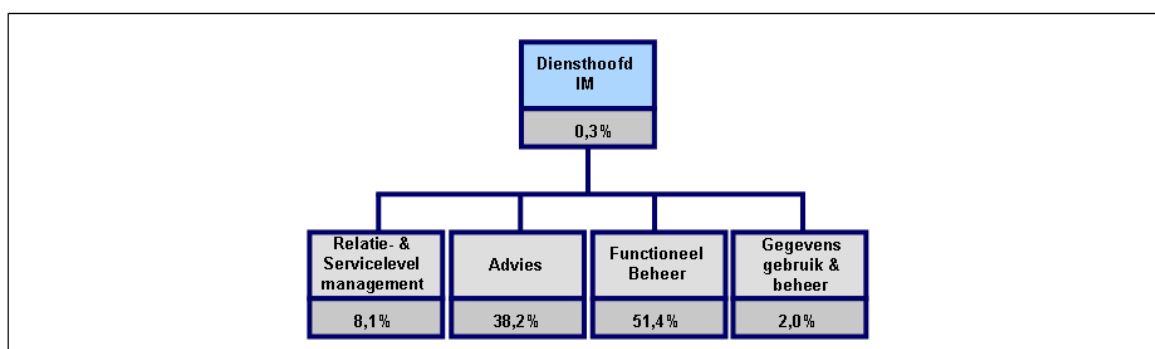 Diensthoofd
IM
0,3%
Relatie- &
Servicelevel
management
8,1%
Advies
38,2%
Functioneel
Beheer
51,4%
Gegevens
gebruik &
beheer
2,0%